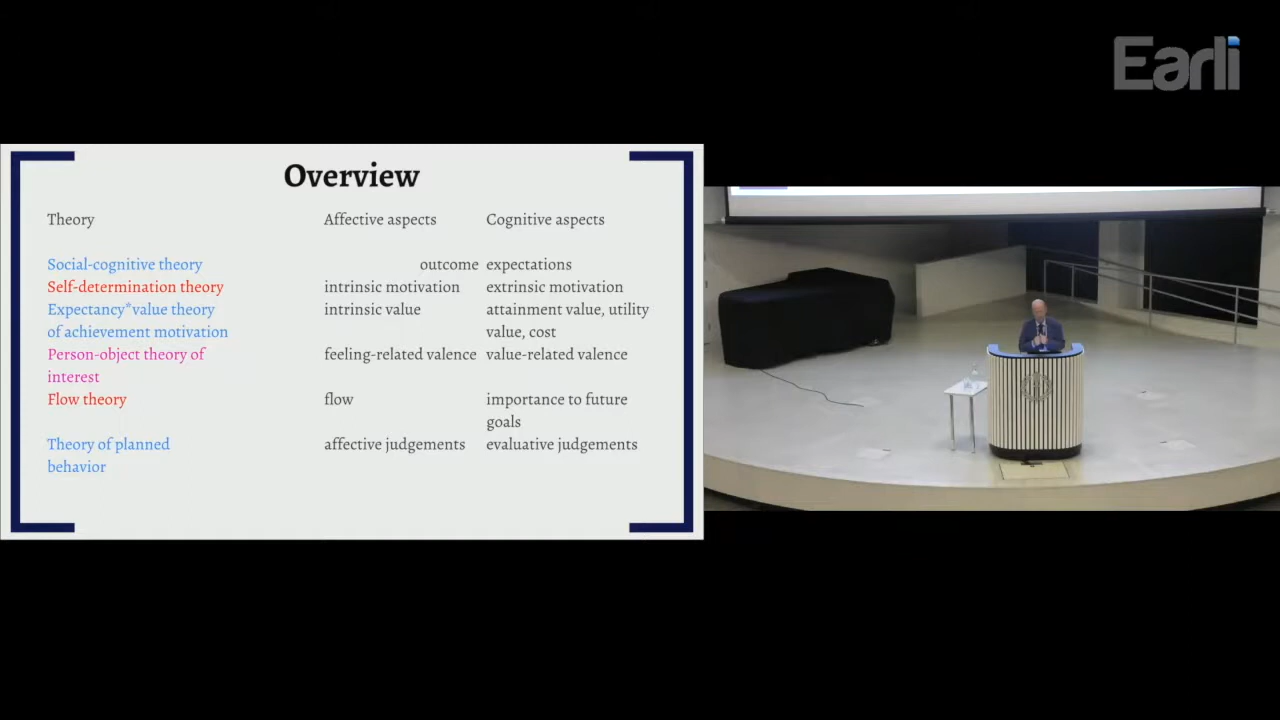 Earli
Overview
Theory Affective aspects Cognitive aspects
Social-cognitive theory outcome expectations
Self-determination theory intrinsic motivation extrinsic motivation
Expectancy*value theory intrinsic value attainment value, utility
of achievement motivation value, cost
Person-object theory of feeling-related valence value-related valence
interest
Flow theory flow importance to future
goals
Theory of planned affective judgements evaluative judgements
behavior